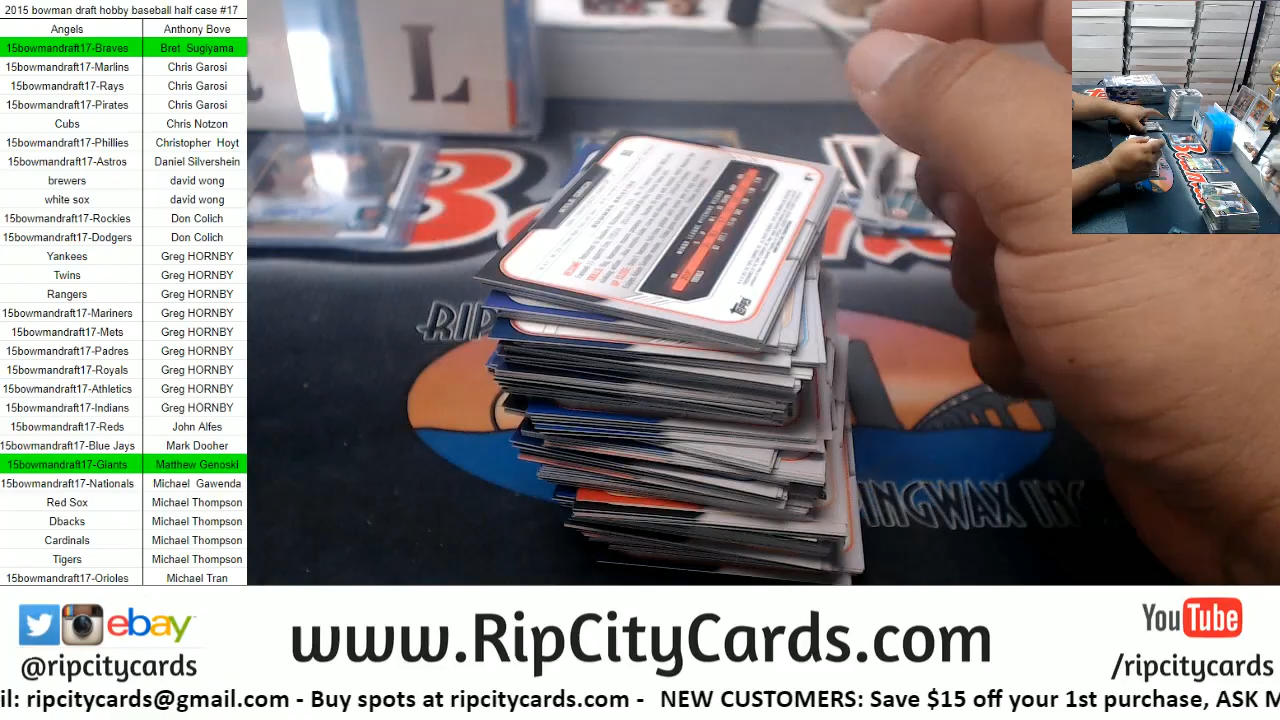 2015 bowman draft hobby baseball half case #17
Angels Anthony Bove
15bowmandraft17-Braves Bret Sugiyama
15bowmandraft17-Marlins Chris Garosi
15bowmandraft17-Rays Chris Garosi
15bowmandraft17-Pirates Chris Garosi
Cubs Chris Notzon
15bowmandraft17-Phillies Christopher Hoyt
15bowmandraft17-Astros Daniel Silvershein
brewers david wong
white sox david wong
15bowmandraft17-Rockies Don Colich
15bowmandraft17-Dodgers Don Colich
Yankees Greg HORNBY
Twins Greg HORNBY
Rangers Greg HORNBY
15bowmandraft17-Mariners Greg HORNBY
15bowmandraft17-Mets Greg HORNBY
15bowmandraft17-Padres Greg HORNBY
15bowmandraft17-Royals Greg HORNBY
15bowmandraft17-Athletics Greg HORNBY
15bowmandraft17-Indians Greg HORNBY
15bowmandraft17-Reds John Alfes
15bowmandraft17-Blue Jays Mark Dooher
15bowmandraft17-Giants Matthew Genoski
15bowmandraft17-Nationals Michael Gawenda
Red Sox Michael Thompson
Dbacks Michael Thompson
Cardinals Michael Thompson
Tigers Michael Thompson
15bowmandraft17-Orioles Michael Tran
L
RIP
PINGWAX IN
Topps
ebay
@ripcitycards
www.RipCityCards.com
YouTube
/ripcitycards
il: ripcitycards@gmail.com - Buy spots at ripcitycards.com - NEW CUSTOMERS: Save $15 off your 1st purchase, ASK M